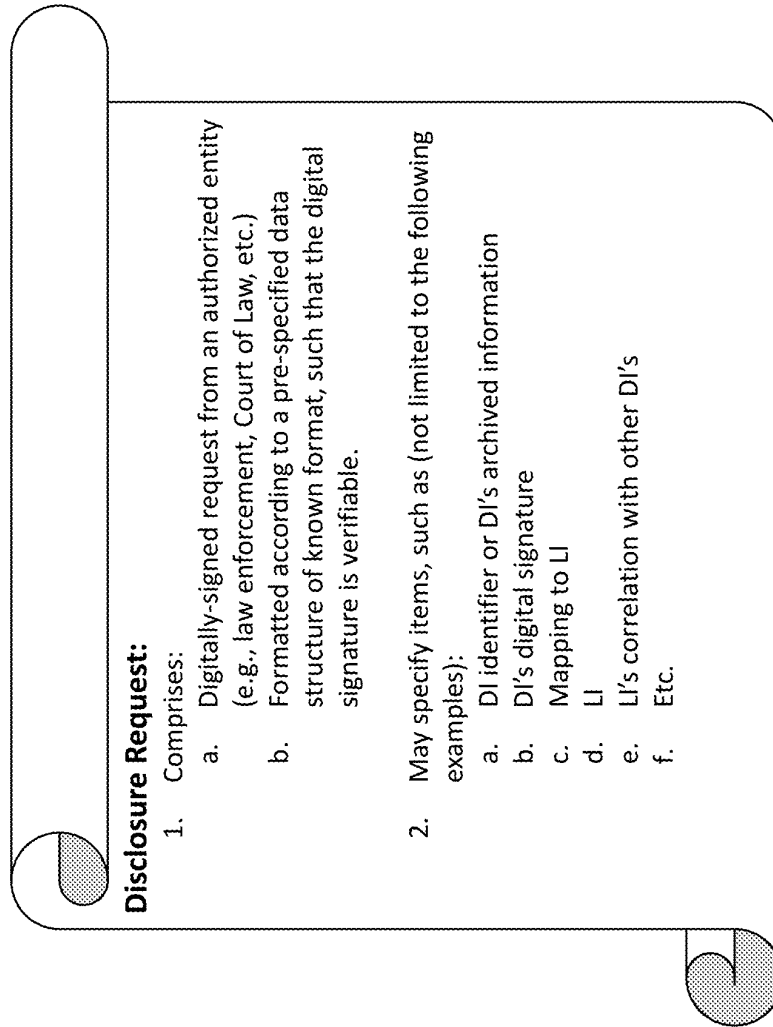 Disclosure Request:
1. Comprises:
a. Digitally-signed request from an authorized entity
(e.g., law enforcement, Court of Law, etc.)
b. Formatted according to a pre-specified data
structure of known format, such that the digital
signature is verifiable.
2. May specify items, such as (not limited to the following
examples):
a. DI identifier or DI's archived information
b. DI's digital signature
c. Mapping to LI
d. LI
e. LI's correlation with other DI's
f. Etc.